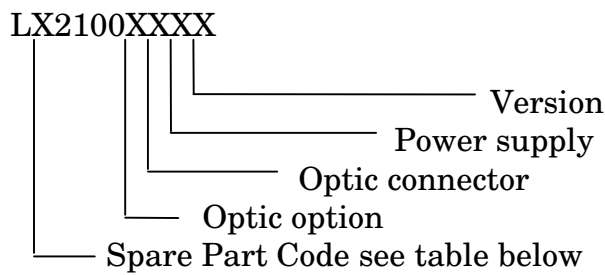 LX2100XXXX
Version
Power supply
Optic connector
Optic option
Spare Part Code see table below